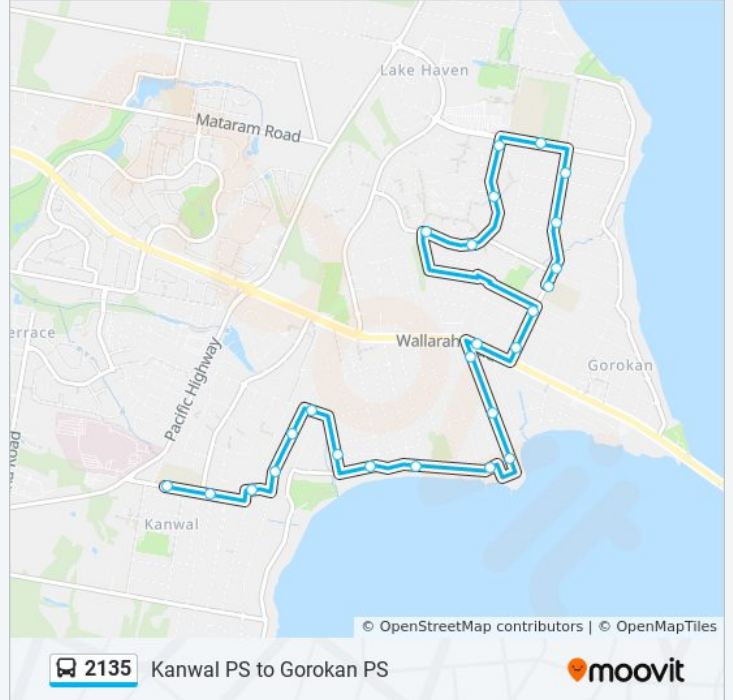 Lake Haven
Mataram Road
errace
Wallarah
Pacific Highway
Gorokan
Road
Kanwal
© OpenStreetMap contributors | © OpenMapTiles
2135 Kanwal PS to Gorokan PS
moovit